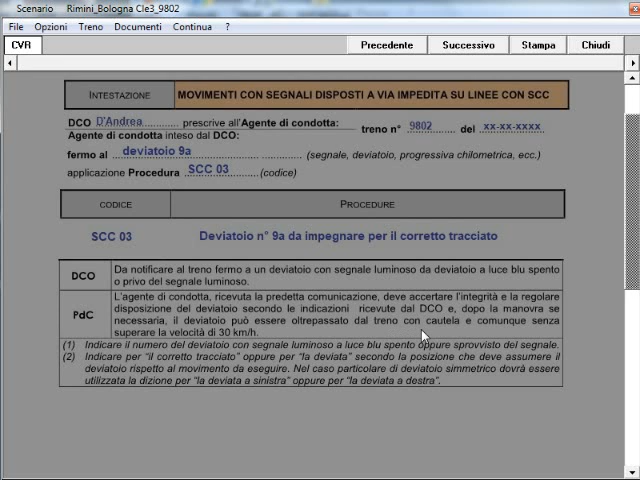 Scenario Rimini_Bologna Cle3_9802
File Opzioni Treno Documenti Continua ?
CVR Precedente Successivo Stampa Chiudi
INTESTAZIONE MOVIMENTI CON SEGNALI DISPOSTI A VIA IMPEDITA SU LINEE CON SCC
DCO D'Andrea prescrive all'Agente di condotta: treno n° 9802 del xx-xx-xxxx
Agente di condotta inteso dal DCO:
fermo al deviatoio 9a (segnale, deviatoio, progressiva chilometrica, ecc.)
applicazione Procedura SCC 03 (codice)
CODICE PROCEDURE
SCC 03 Deviatoio n° 9a da impegnare per il corretto tracciato
DCO Da notificare al treno fermo a un deviatoio con segnale luminoso da deviatoio a luce blu spento
o privo del segnale luminoso.
PdC L'agente di condotta, ricevuta la predetta comunicazione, deve accertare l'integrità e la regolare
disposizione del deviatoio secondo le indicazioni ricevute dal DCO e, dopo la manovra se
necessaria, il deviatoio può essere oltrepassato dal treno con cautela e comunque senza
superare la velocità di 30 km/h.
(1) Indicare il numero del deviatoio con segnale luminoso a luce blu spento oppure sprovvisto del segnale.
(2) Indicare per "il corretto tracciato" oppure per "la deviata" secondo la posizione che deve assumere il
deviatoio rispetto al movimento da eseguire. Nel caso particolare di deviatoio simmetrico dovrà essere
utilizzata la dizione per "la deviata a sinistra" oppure per "la deviata a destra".